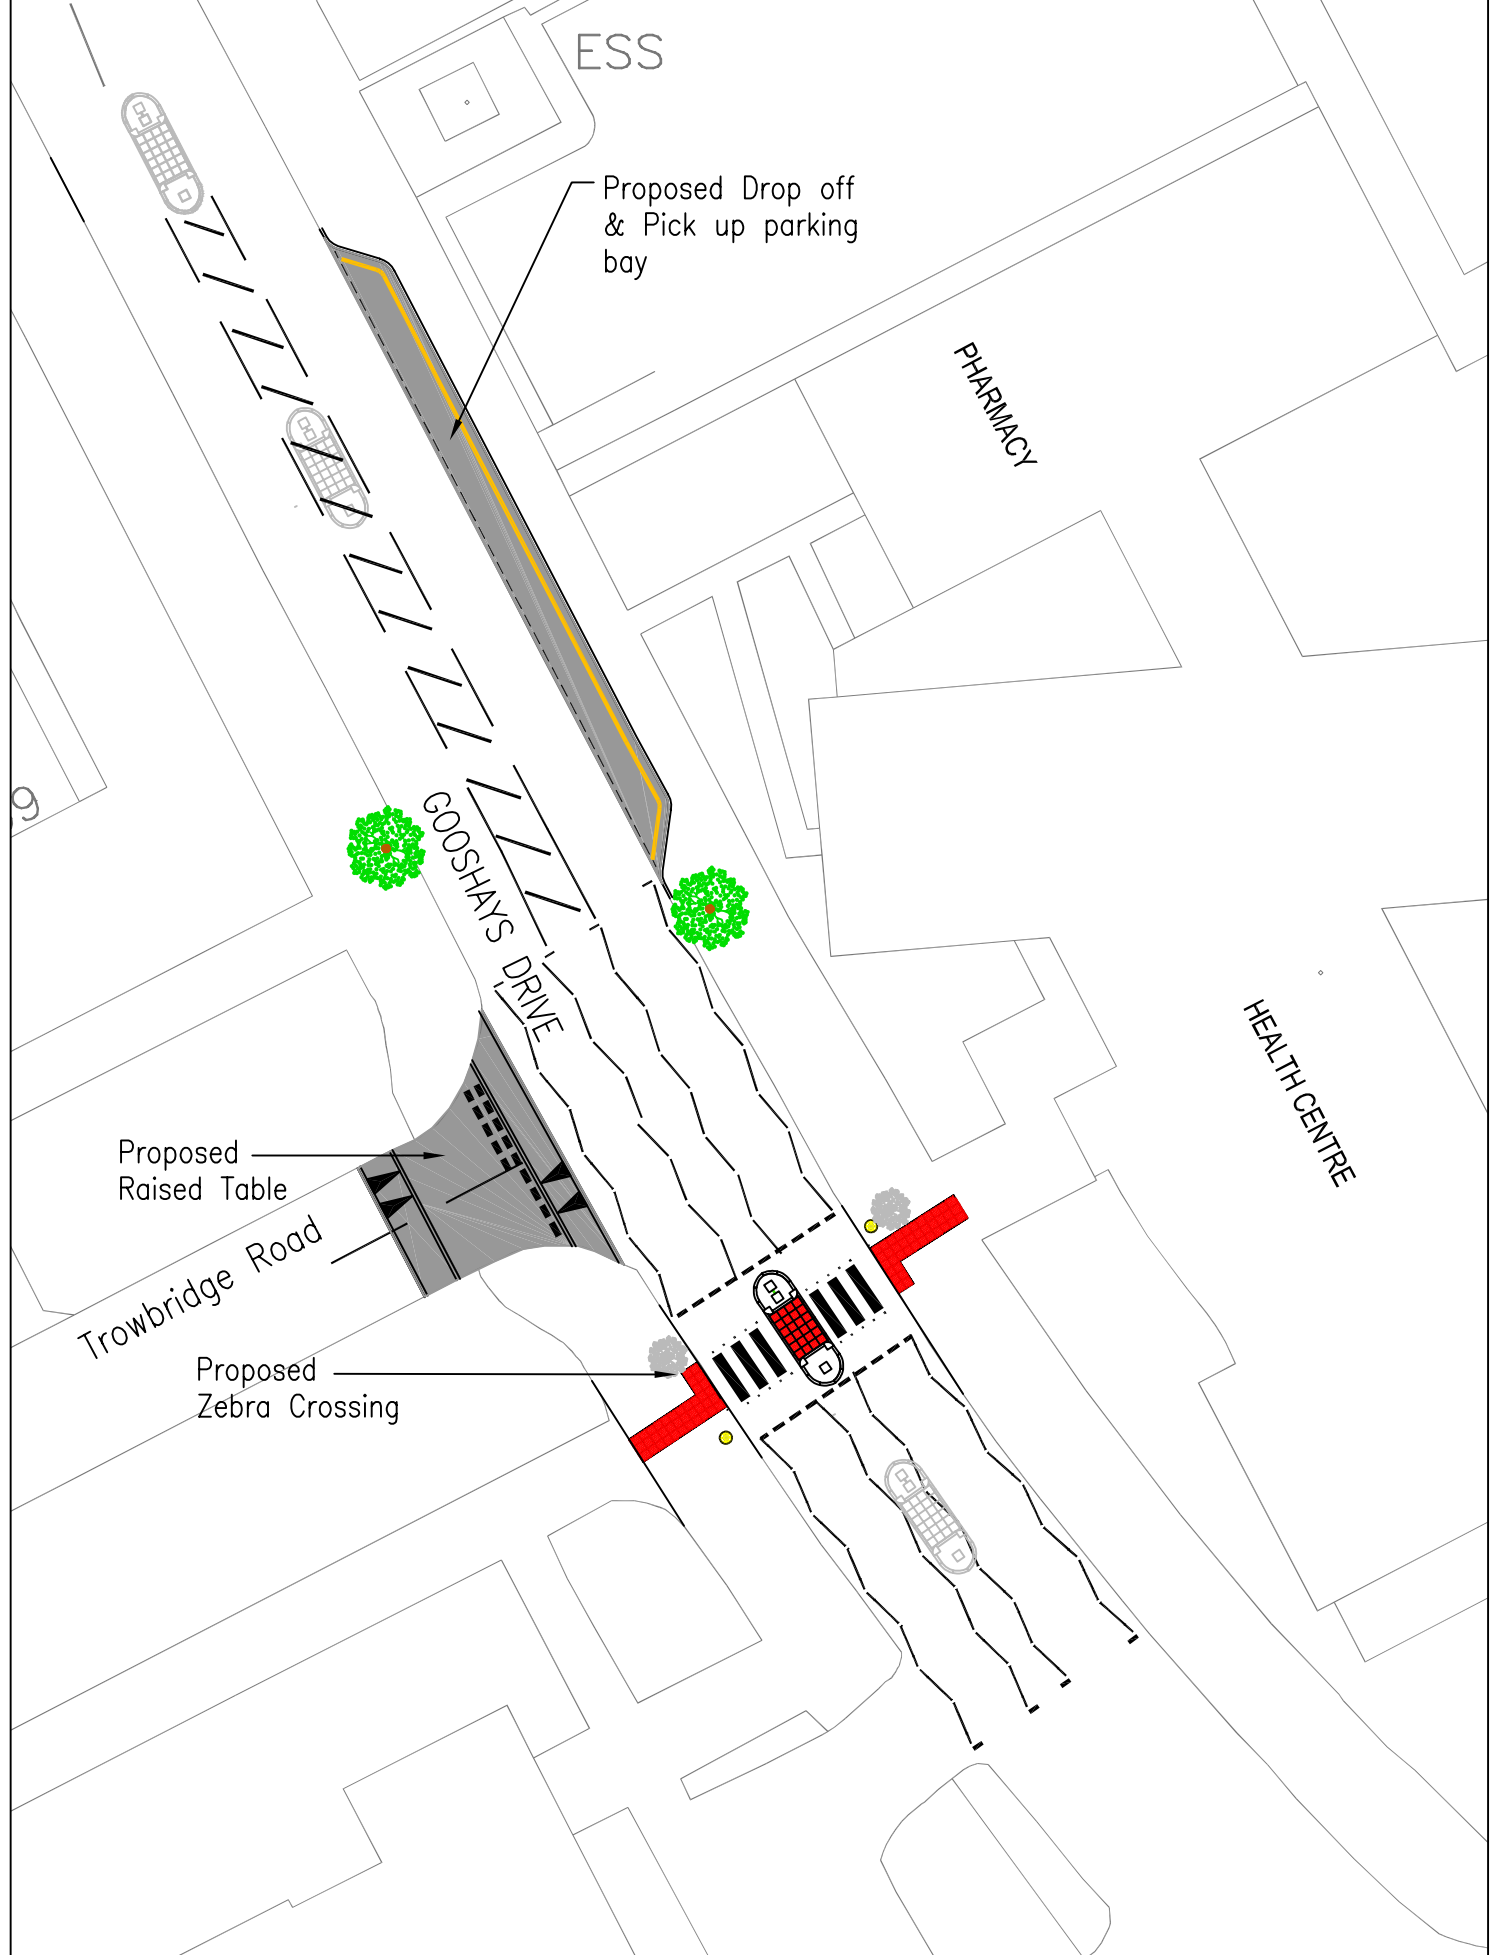 ESS
Proposed Drop off
& Pick up parking
bay
PHARMACY
9
GOOSHAYS DRIVE
HEALTH CENTRE
Proposed
Raised Table
Trowbridge Road
Proposed
Zebra Crossing